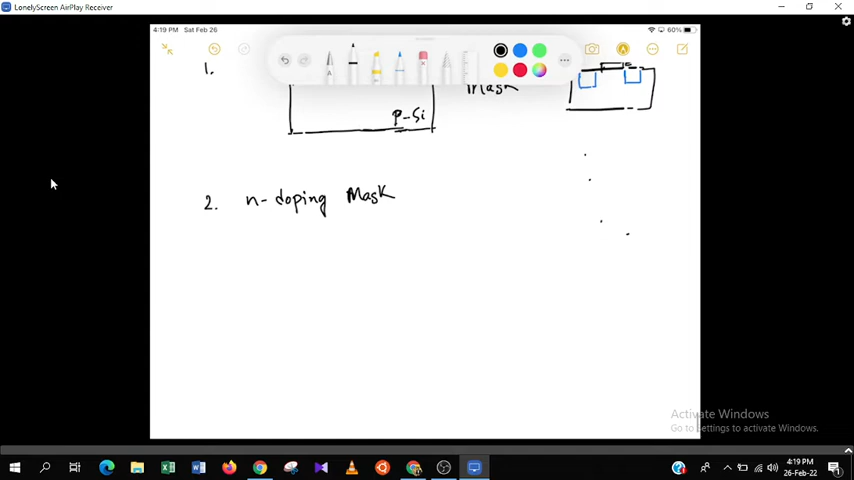 LonelyScreen AirPlay Receiver
4:19 PM Sat Feb 26
60%
1.
Mask
P-Si
2. n-doping Mask
Activate Windows
Go to Settings to activate Windows.
4:19 PM
26-Feb-22